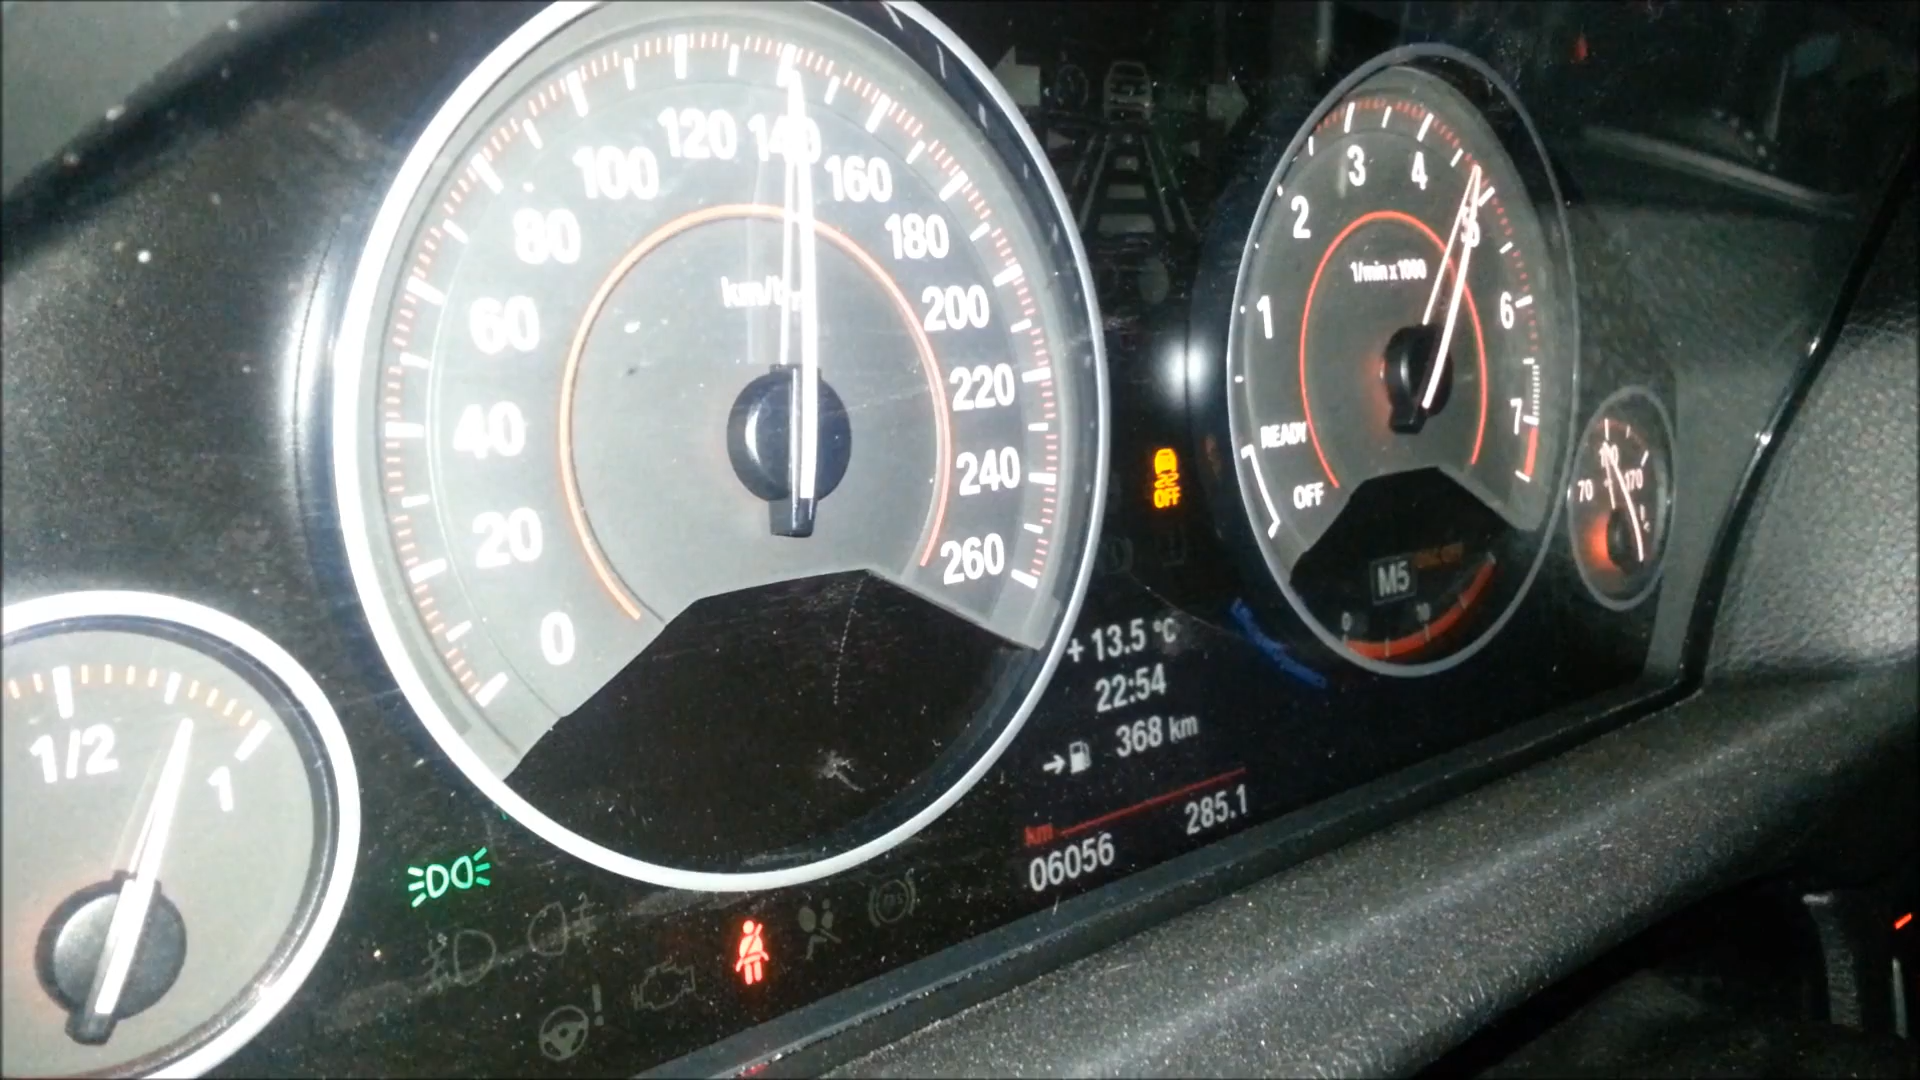 0
20
40
60
80
100
120
140
160
180
200
220
240
260
km/h
1/2
1
OFF
READY
1
2
3
4
5
6
7
1/min x 1000
OFF
M5
0
70
170
°C
+ 13.5 °C
22:54
368 km
km
06056
285.1